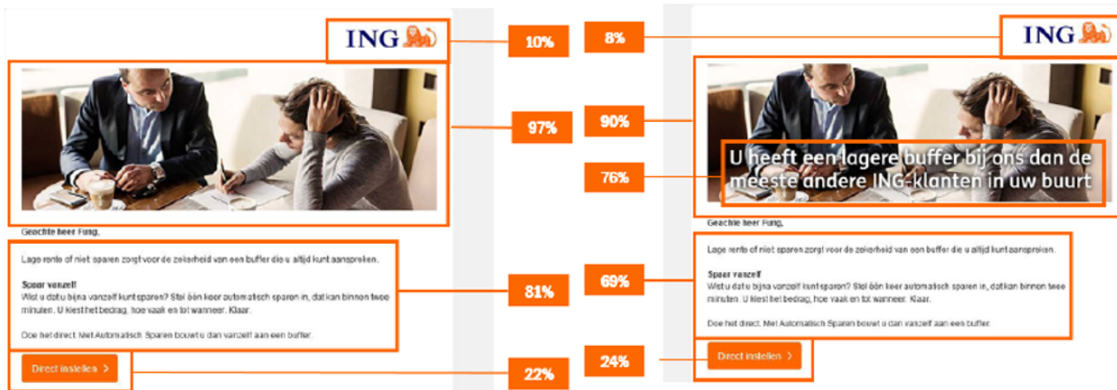 ING
10%
97%
Geachte heer Fung,
Lage rente of niet: sparen zorgt voor de zekerheid van een buffer die u altijd kunt aanspreken.
Spaar vanzelf
Wist u dat u bijna vanzelf kunt sparen? Stel één keer automatisch sparen in, dat kan binnen twee
minuten. U kiest het bedrag, hoe vaak en tot wanneer. Klaar.
Doe het direct. Met Automatisch Sparen bouwt u dan vanzelf aan een buffer.
81%
Direct instellen >
22%
ING
8%
90%
U heeft een lagere buffer bij ons dan de
meeste andere ING-klanten in uw buurt
76%
Geachte heer Fung,
Lage rente of niet: sparen zorgt voor de zekerheid van een buffer die u altijd kunt aanspreken.
Spaar vanzelf
Wist u dat u bijna vanzelf kunt sparen? Stel één keer automatisch sparen in, dat kan binnen twee
minuten. U kiest het bedrag, hoe vaak en tot wanneer. Klaar.
Doe het direct. Met Automatisch Sparen bouwt u dan vanzelf aan een buffer.
69%
Direct instellen >
24%